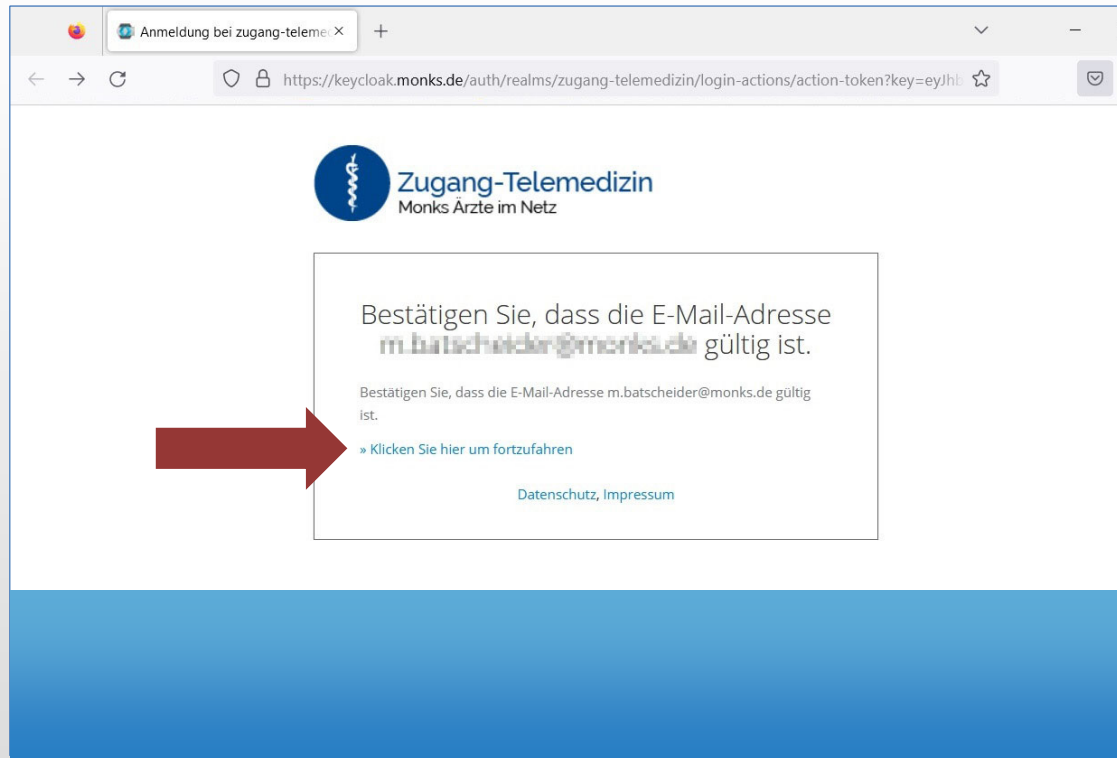 Anmeldung bei zugang-teleme
https://keycloak.monks.de/auth/realms/zugang-telemedizin/login-actions/action-token?key=eyJhb
Zugang-Telemedizin
Monks Ärzte im Netz
Bestätigen Sie, dass die E-Mail-Adresse
gültig ist.
Bestätigen Sie, dass die E-Mail-Adresse m.batscheider@monks.de gültig
ist.
» Klicken Sie hier um fortzufahren
Datenschutz, Impressum